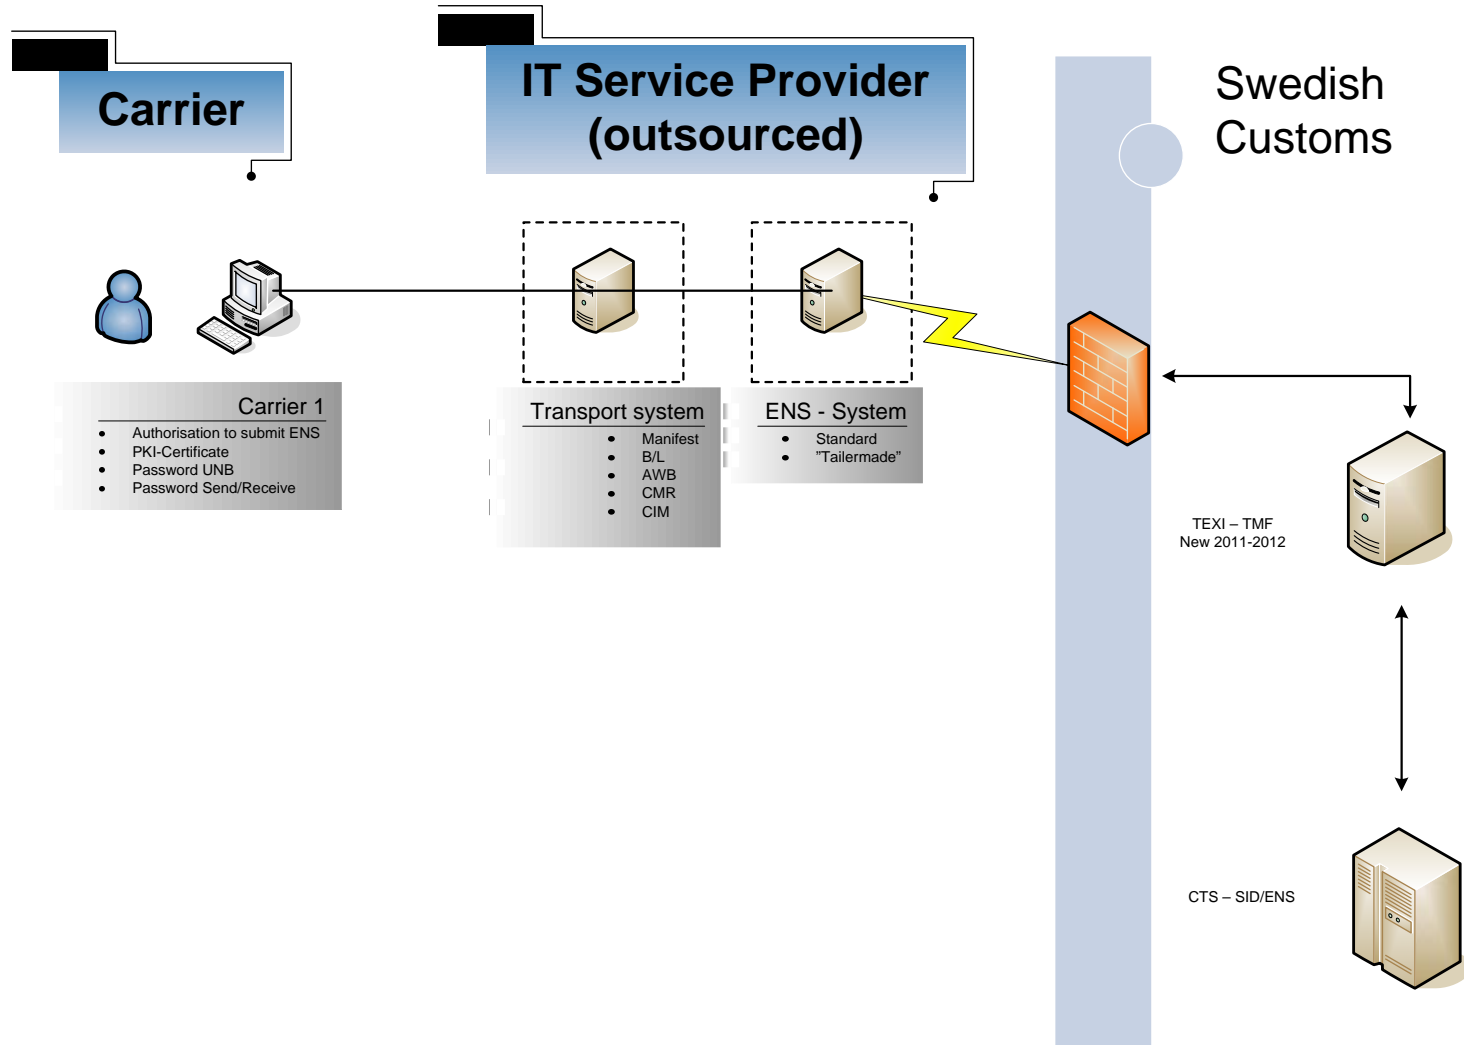 Carrier
IT Service Provider
(outsourced)
Swedish
Customs
Carrier 1
• Authorisation to submit ENS
• PKI-Certificate
• Password UNB
• Password Send/Receive
Transport system
• Manifest
• B/L
• AWB
• CMR
• CIM
ENS - System
• Standard
• ”Tailermade”
TEXI – TMF
New 2011-2012
CTS – SID/ENS